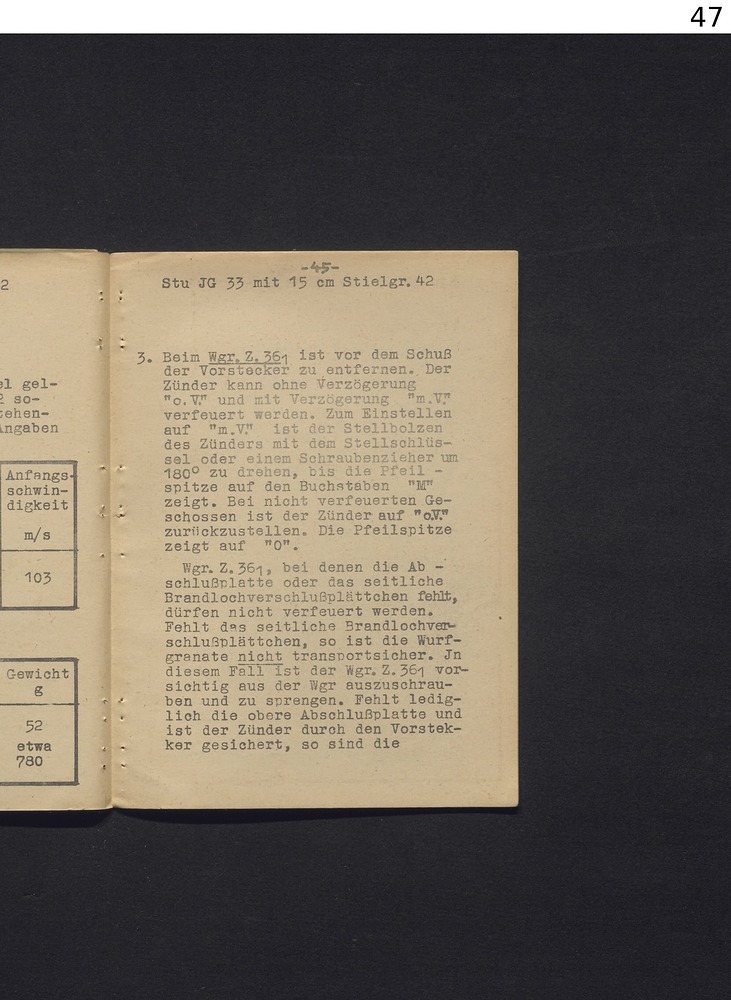 47
2
el gel-
2 so-
tehen-
Angaben
Anfangs-
schwin-
digkeit
m/s
103
Gewicht
g
52
etwa
780
-45-
Stu JG 33 mit 15 cm Stielgr. 42
3. Beim Wgr. Z. 36₁ ist vor dem Schuß
der Vorstecker zu entfernen. Der
Zünder kann ohne Verzögerung
"o.V." und mit Verzögerung "m.V."
verfeuert werden. Zum Einstellen
auf "m.V." ist der Stellbolzen
des Zünders mit dem Stellschlüs-
sel oder einem Schraubenzieher um
180° zu drehen, bis die Pfeil -
spitze auf den Buchstaben "M"
zeigt. Bei nicht verfeuerten Ge-
schossen ist der Zünder auf "o.V."
zurückzustellen. Die Pfeilspitze
zeigt auf "O".
Wgr. Z. 36₁, bei denen die Ab -
schlußplatte oder das seitliche
Brandlochverschlußplättchen fehlt,
dürfen nicht verfeuert werden.
Fehlt das seitliche Brandlochver-
schlußplättchen, so ist die Wurf-
granate nicht transportsicher. Jn
diesem Fall ist der Wgr. Z. 36₁ vor-
sichtig aus der Wgr auszuschrau-
ben und zu sprengen. Fehlt ledig-
lich die obere Abschlußplatte und
ist der Zünder durch den Vorstek-
ker gesichert, so sind die